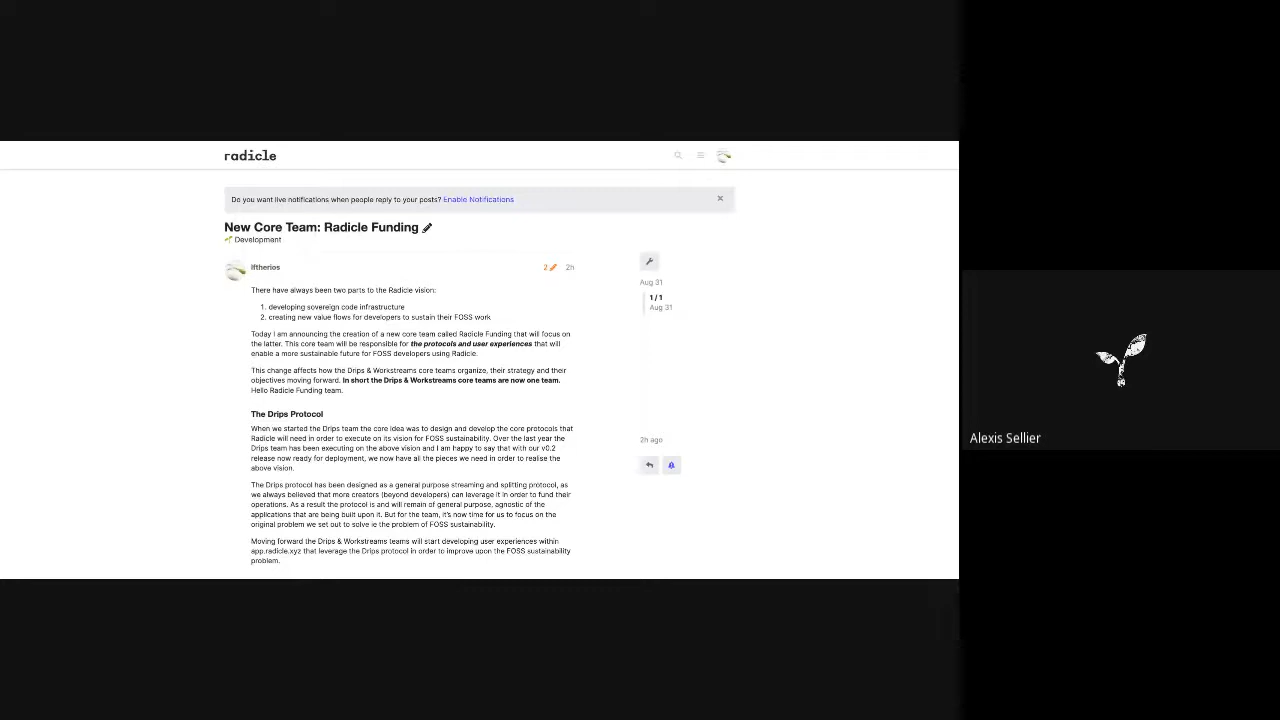 radicle
Do you want live notifications when people reply to your posts? Enable Notifications
New Core Team: Radicle Funding
Development
lftherios
2
2h
There have always been two parts to the Radicle vision:
1. developing sovereign code infrastructure
2. creating new value flows for developers to sustain their FOSS work
Today I am announcing the creation of a new core team called Radicle Funding that will focus on
the latter. This core team will be responsible for the protocols and user experiences that will
enable a more sustainable future for FOSS developers using Radicle.
This change affects how the Drips & Workstreams core teams organize, their strategy and their
objectives moving forward. In short the Drips & Workstreams core teams are now one team.
Hello Radicle Funding team.
The Drips Protocol
When we started the Drips team the core idea was to design and develop the core protocols that
Radicle will need in order to execute on its vision for FOSS sustainability. Over the last year the
Drips team has been executing on the above vision and I am happy to say that with our v0.2
release now ready for deployment, we now have all the pieces we need in order to realise the
above vision.
The Drips protocol has been designed as a general purpose streaming and splitting protocol, as
we always believed that more creators (beyond developers) can leverage it in order to fund their
operations. As a result the protocol is and will remain of general purpose, agnostic of the
applications that are being built upon it. But for the team, it's now time for us to focus on the
original problem we set out to solve ie the problem of FOSS sustainability.
Moving forward the Drips & Workstreams teams will start developing user experiences within
app.radicle.xyz that leverage the Drips protocol in order to improve upon the FOSS sustainability
problem.
Aug 31
1 / 1
Aug 31
2h ago
Alexis Sellier